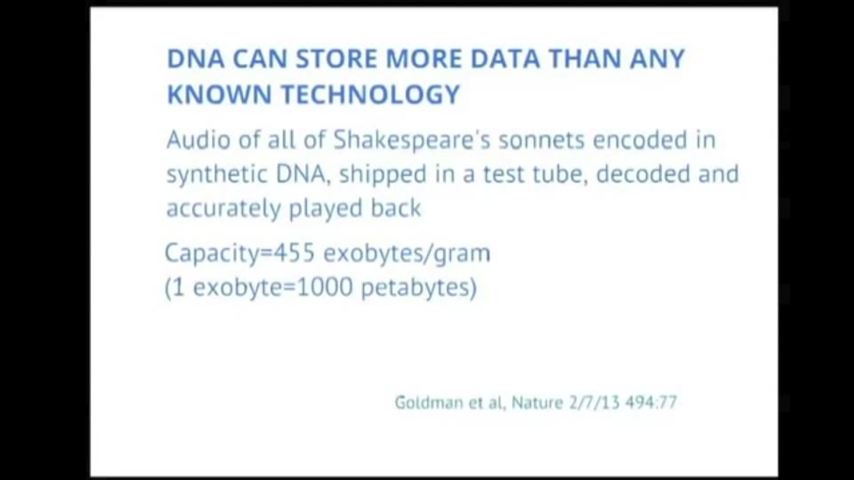 DNA CAN STORE MORE DATA THAN ANY
KNOWN TECHNOLOGY
Audio of all of Shakespeare's sonnets encoded in
synthetic DNA, shipped in a test tube, decoded and
accurately played back
Capacity=455 exobytes/gram
(1 exobyte=1000 petabytes)
Goldman et al, Nature 2/7/13 494:77